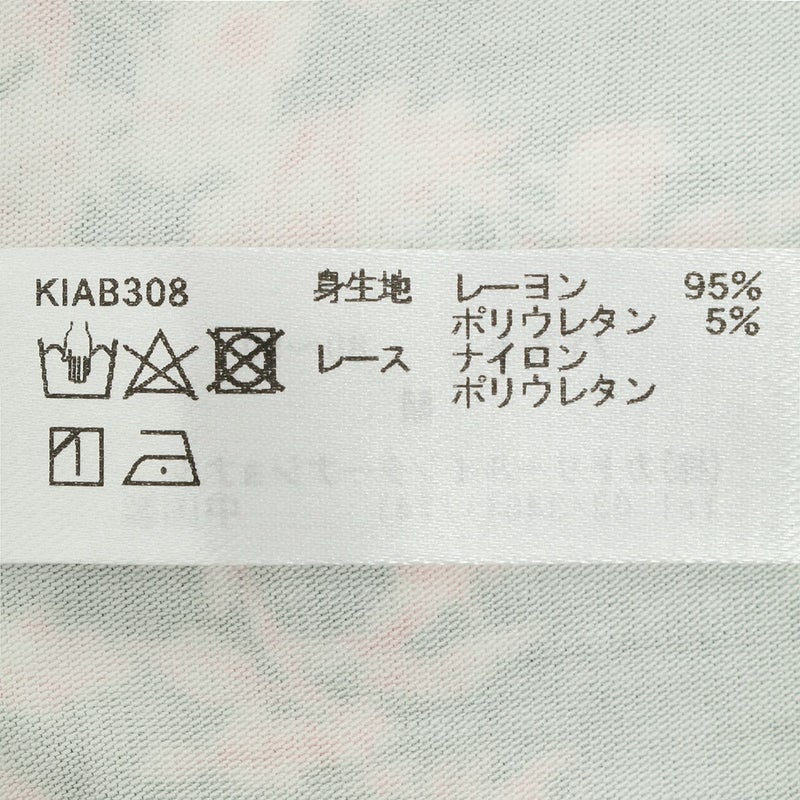 KIAB308 身生地 レーヨン 95%
ポリウレタン 5%
レース ナイロン
ポリウレタン